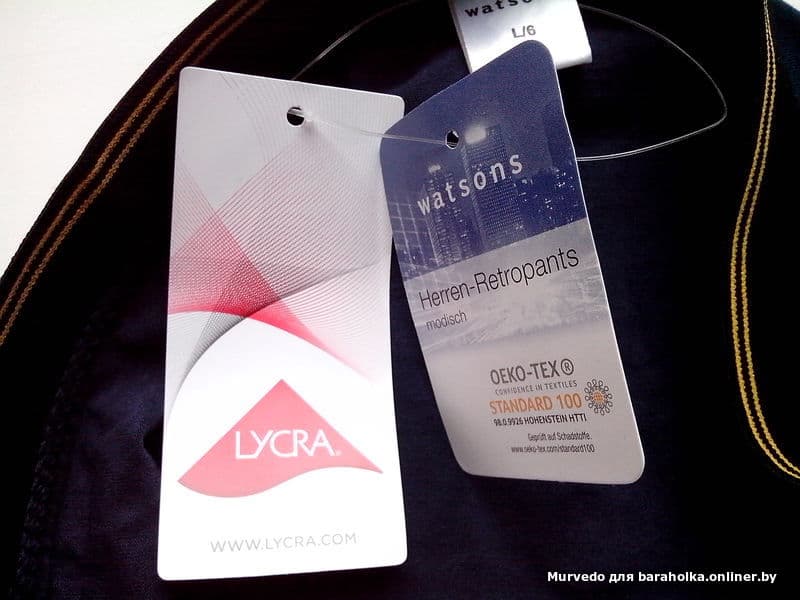 watsons
L/6
LYCRA®
WWW.LYCRA.COM
watsons
Herren-Retropants
modisch
OEKO-TEX®
CONFIDENCE IN TEXTILES
STANDARD 100
98.0.9926 HOHENSTEIN HTTI
Geprüft auf Schadstoffe.
www.oeko-tex.com/standard100
Murvedo для baraholka.onliner.by